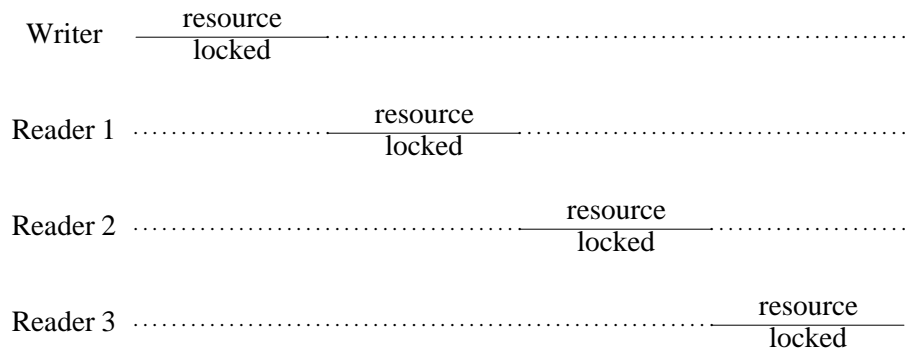 Writer
resource
locked
Reader 1
resource
locked
Reader 2
resource
locked
Reader 3
resource
locked